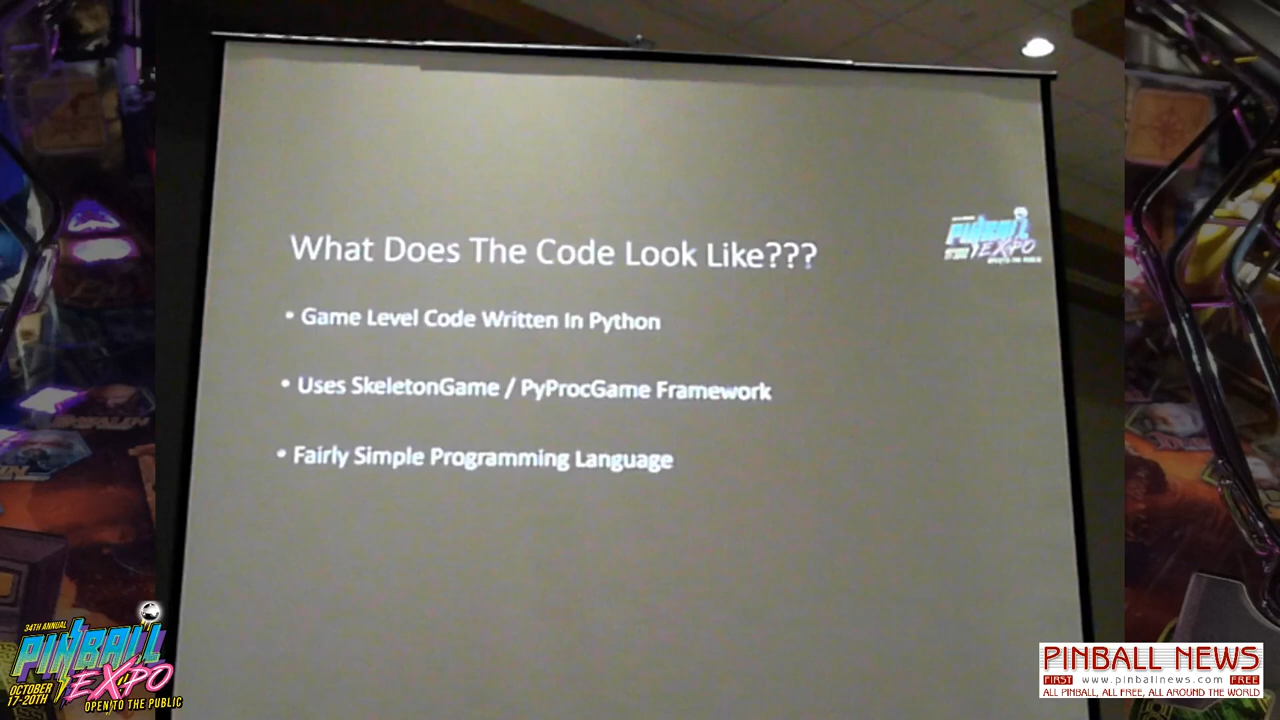 What Does The Code Look Like???
PINBALL
EXPO
• Game Level Code Written In Python
• Uses SkeletonGame / PyProcGame Framework
• Fairly Simple Programming Language
34TH ANNUAL
PINBALL
EXPO
OCTOBER
17-20TH
OPEN TO THE PUBLIC
PINBALL NEWS
FIRST www.pinballnews.com FREE
ALL PINBALL, ALL FREE, ALL AROUND THE WORLD